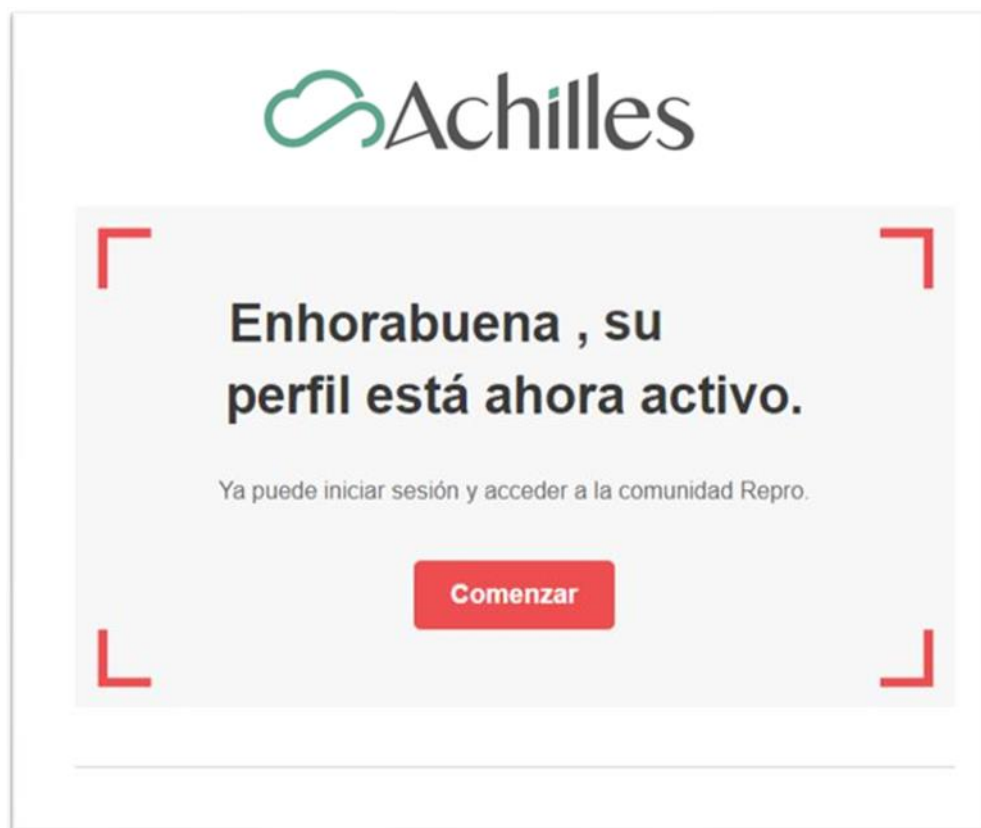 Achilles
Enhorabuena , su
perfil está ahora activo.
Ya puede iniciar sesión y acceder a la comunidad Repro.
Comenzar